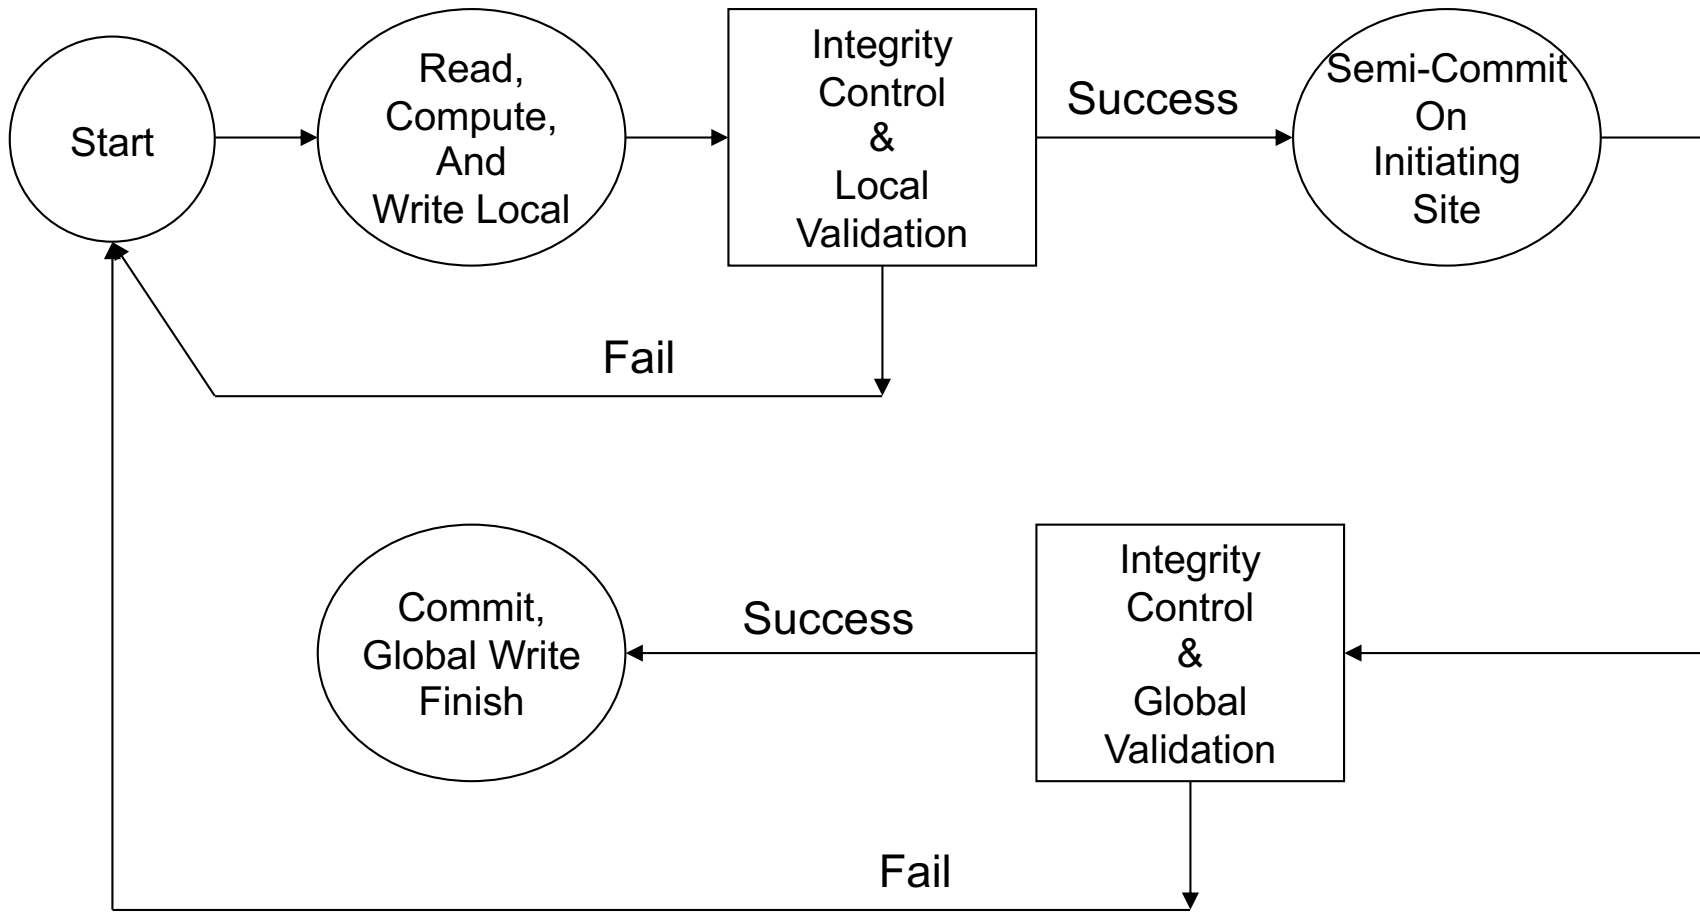 Start
Read,
Compute,
And
Write Local
Integrity
Control
&
Local
Validation
Success
Semi-Commit
On
Initiating
Site
Fail
Commit,
Global Write
Finish
Success
Integrity
Control
&
Global
Validation
Fail